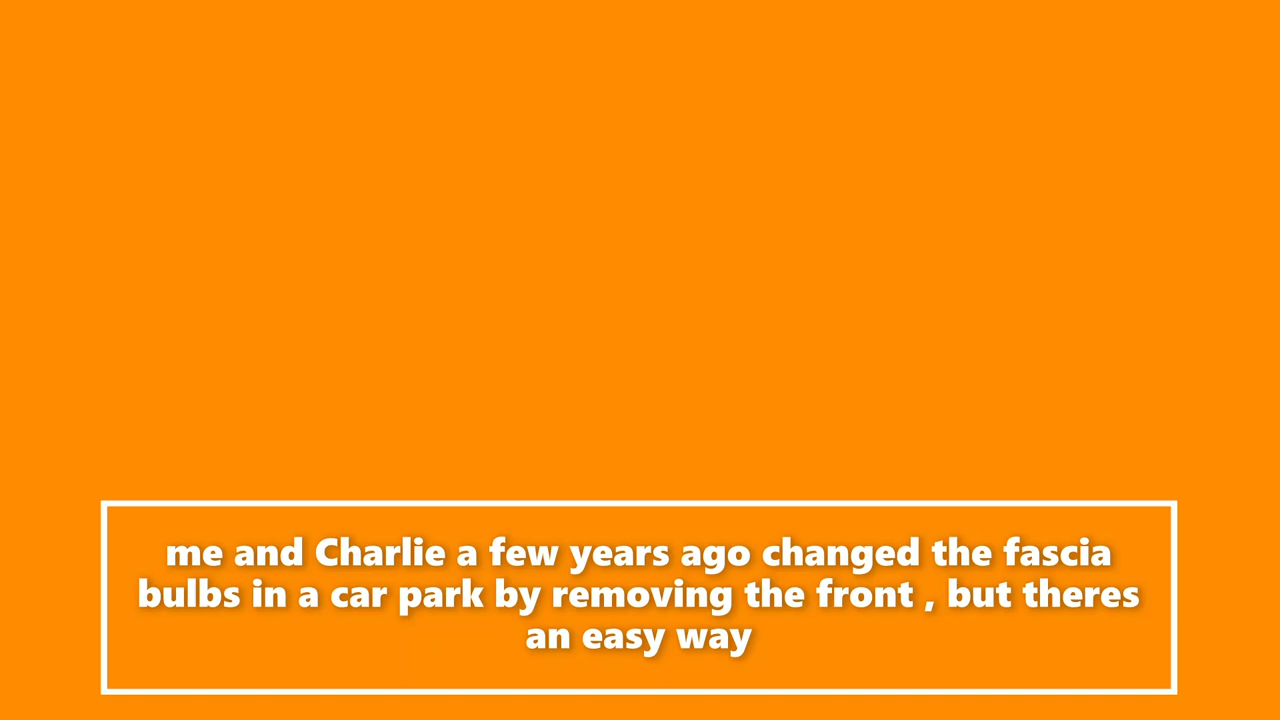 me and Charlie a few years ago changed the fascia
bulbs in a car park by removing the front , but theres
an easy way